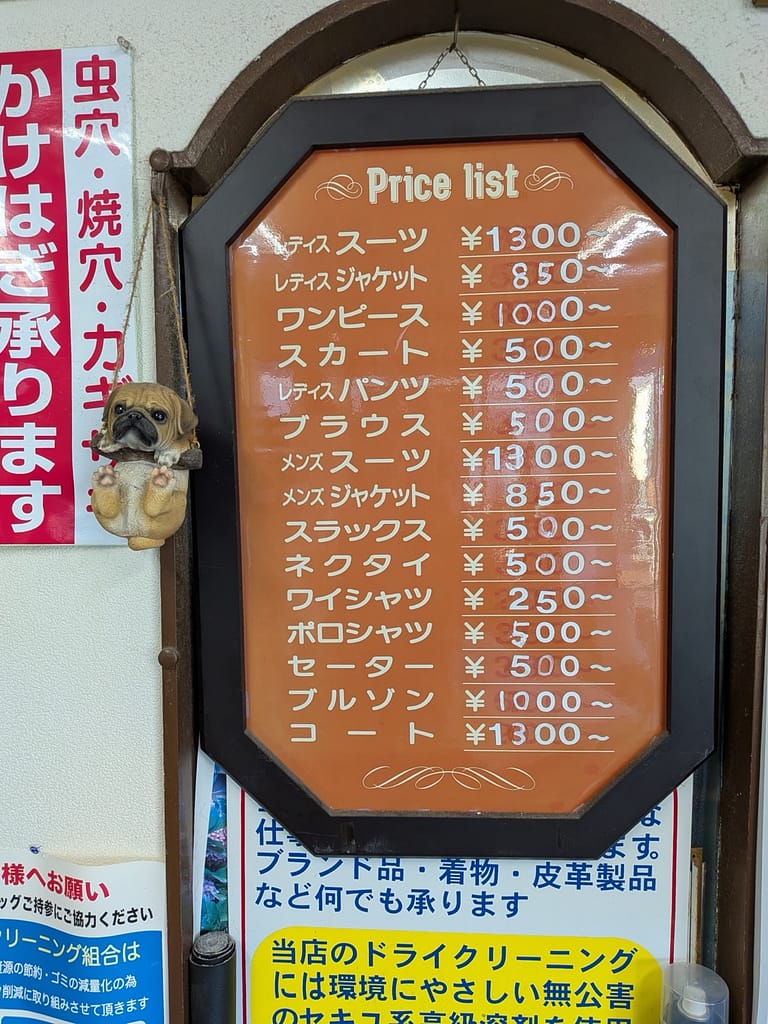 虫穴・焼穴・カギ
かけはぎ承ります
Price list
レディス スーツ ¥1300〜
レディス ジャケット ¥850〜
ワンピース ¥1000〜
スカート ¥500〜
レディス パンツ ¥500〜
ブラウス ¥500〜
メンズ スーツ ¥1300〜
メンズ ジャケット ¥850〜
スラックス ¥500〜
ネクタイ ¥500〜
ワイシャツ ¥250〜
ポロシャツ ¥500〜
セーター ¥500〜
ブルゾン ¥1000〜
コート ¥1300〜
ます。
ブランド品・着物・皮革製品
など何でも承ります
当店のドライクリーニング
には環境にやさしい無公害
様へお願い
ッグご持参にご協力ください
リーニング組合は
資源の節約・ゴミの減量化の為
削減に取り組みさせて頂きます